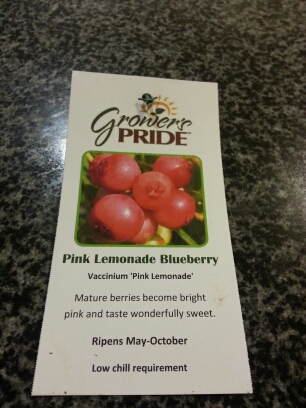 Growers
PRIDE
Pink Lemonade Blueberry
Vaccinium 'Pink Lemonade'
Mature berries become bright
pink and taste wonderfully sweet.
Ripens May-October
Low chill requirement